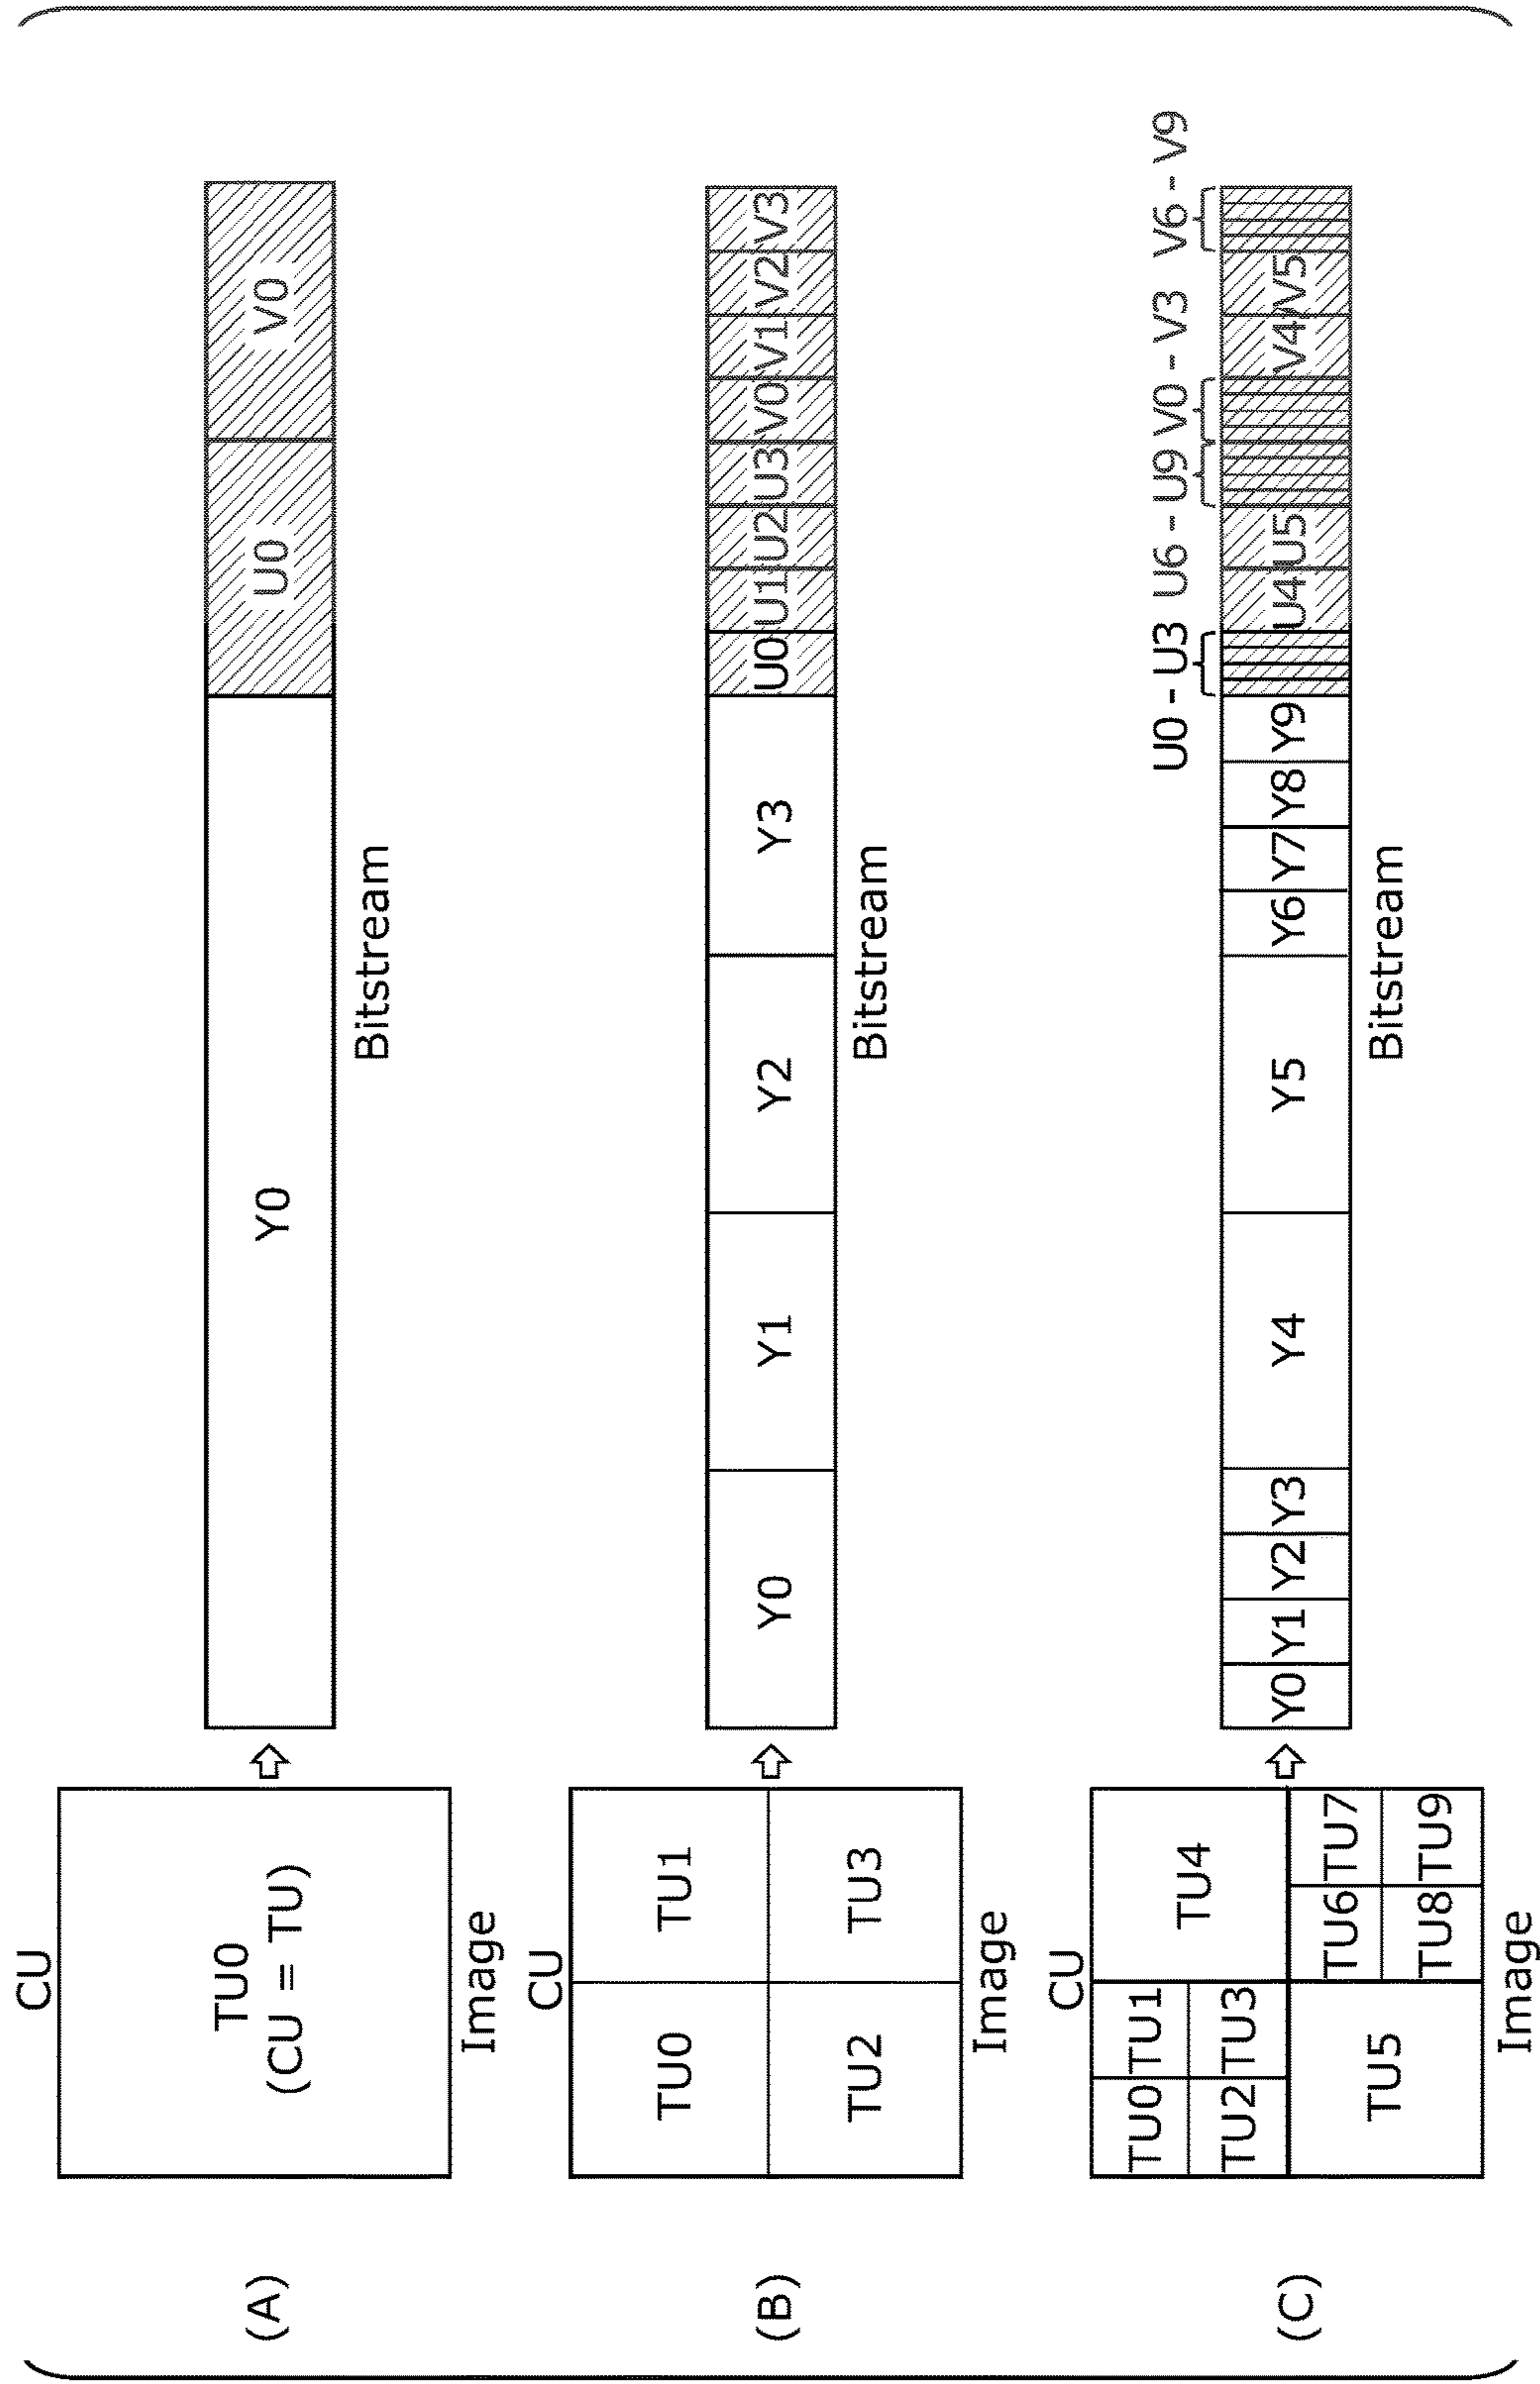 (A)
CU
TU0
(CU = TU)
Image
Y0 U0 V0
Bitstream
(B)
CU
TU0 TU1
TU2 TU3
Image
Y0 Y1 Y2 Y3 U0 U1 U2 U3 V0 V1 V2 V3
Bitstream
(C)
CU
TU0 TU1
TU4
TU2 TU3
TU6 TU7
TU5
TU8 TU9
Image
U0 - U3 U6 - U9 V0 - V3 V6 - V9
Y0 Y1 Y2 Y3 Y4 Y5 Y6 Y7 Y8 Y9 U4 U5 V4 V5
Bitstream